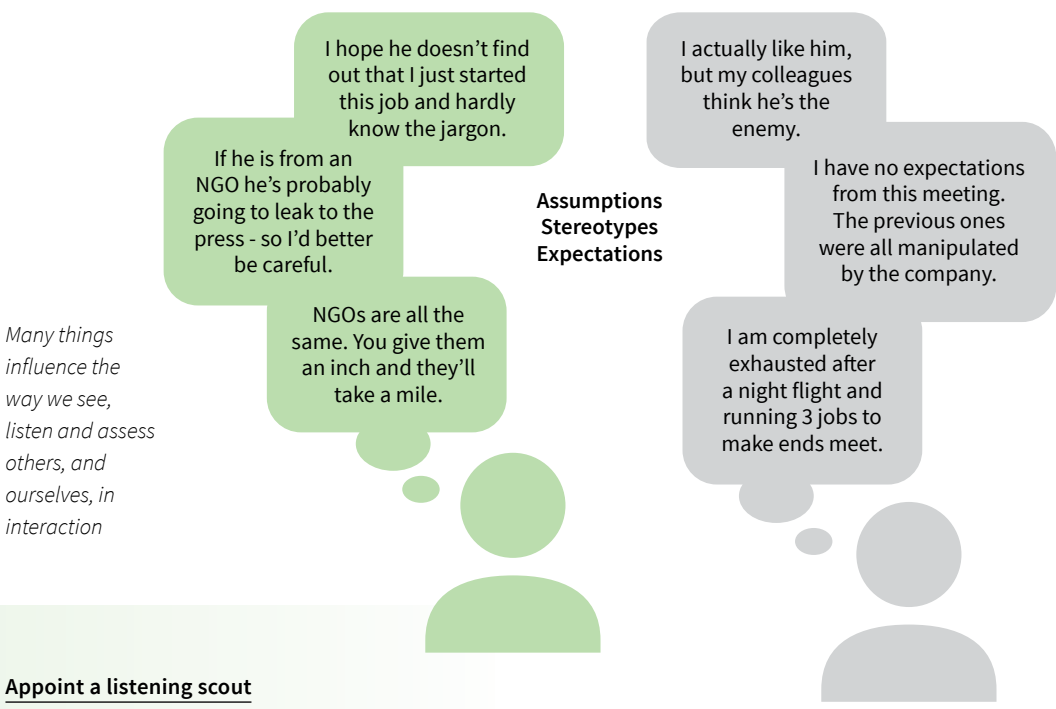 I hope he doesn’t find
out that I just started
this job and hardly
know the jargon.
If he is from an
NGO he’s probably
going to leak to the
press - so I’d better
be careful.
NGOs are all the
same. You give them
an inch and they’ll
take a mile.
Assumptions
Stereotypes
Expectations
I actually like him,
but my colleagues
think he’s the
enemy.
I have no expectations
from this meeting.
The previous ones
were all manipulated
by the company.
I am completely
exhausted after
a night flight and
running 3 jobs to
make ends meet.
Many things
influence the
way we see,
listen and assess
others, and
ourselves, in
interaction
Appoint a listening scout